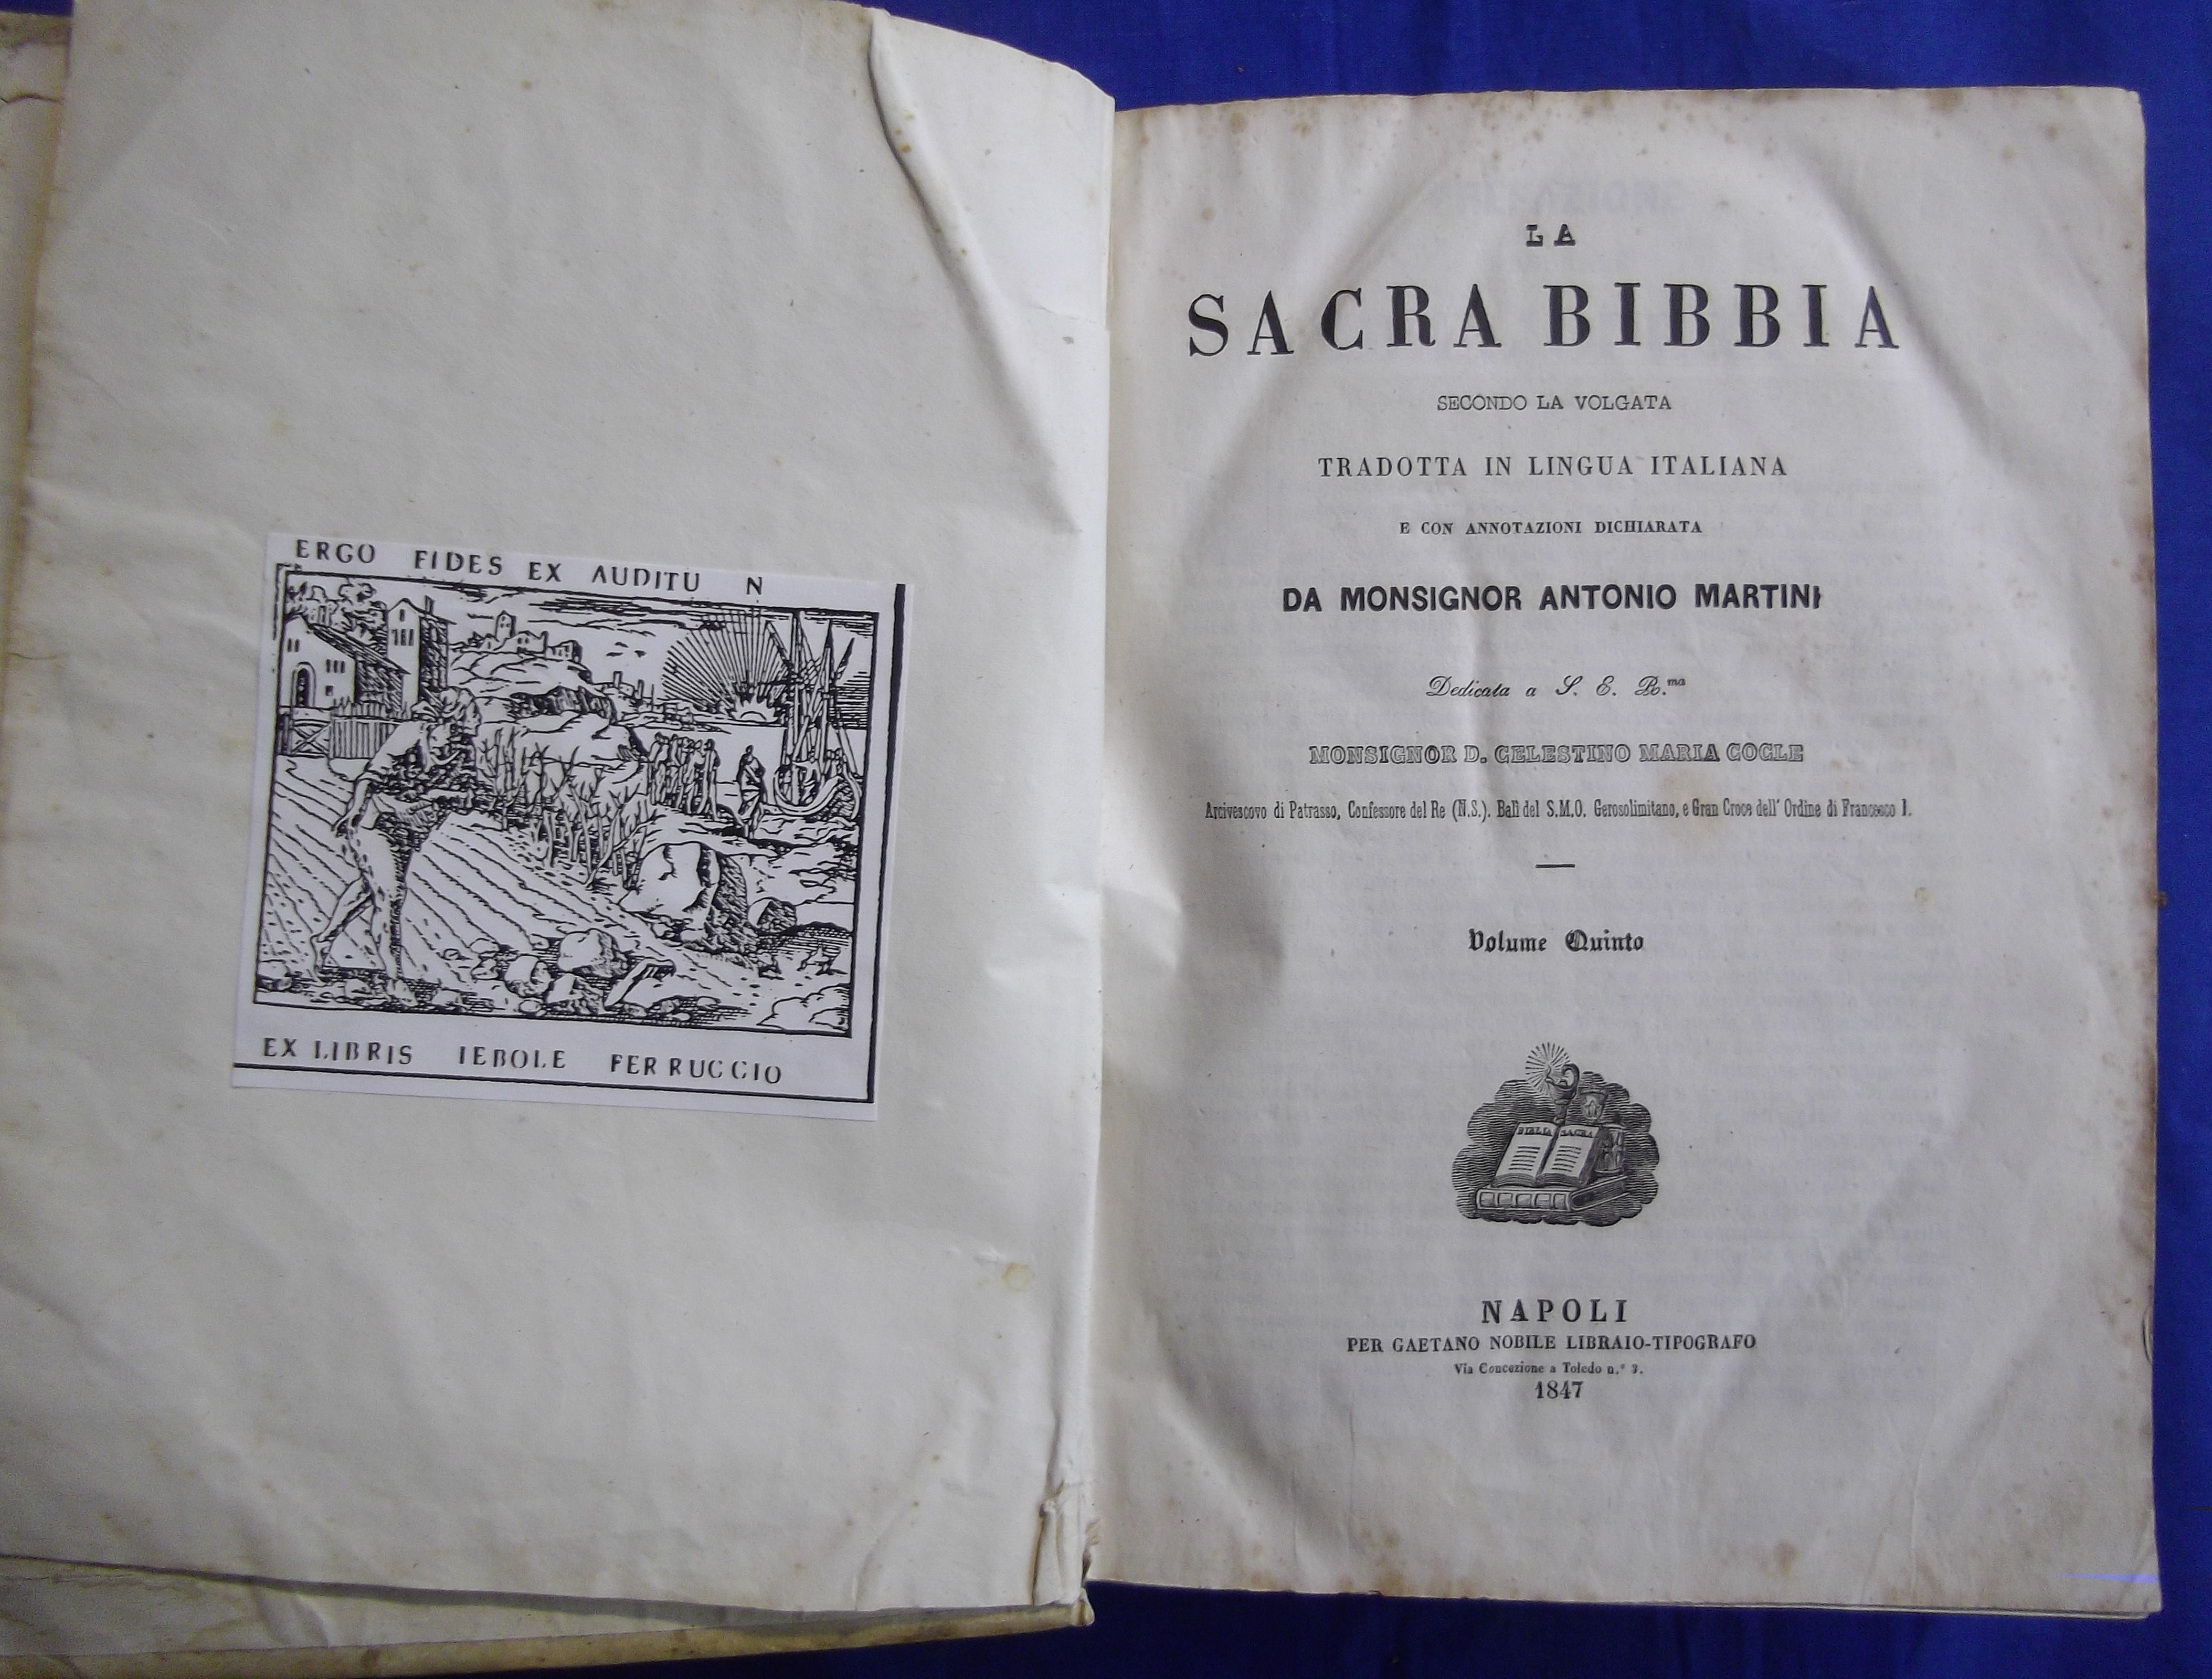 ERGO FIDES EX AUDITU N
EX LIBRIS IEBOLE FERRUCCIO
LA
SACRA BIBBIA
SECONDO LA VOLGATA
TRADOTTA IN LINGUA ITALIANA
E CON ANNOTAZIONI DICHIARATA
DA MONSIGNOR ANTONIO MARTINI
Dedicata a S. E. R.ma
MONSIGNOR D. CELESTINO MARIA COCLE
Arcivescovo di Patrasso, Confessore del Re (N.S.). Balì del S.M.O. Gerosolimitano, e Gran Croce dell' Ordine di Francesco I.
Volume Quinto
BIBLIA SACRA
NAPOLI
PER GAETANO NOBILE LIBRAIO-TIPOGRAFO
Via Concezione a Toledo n.° 3.
1847